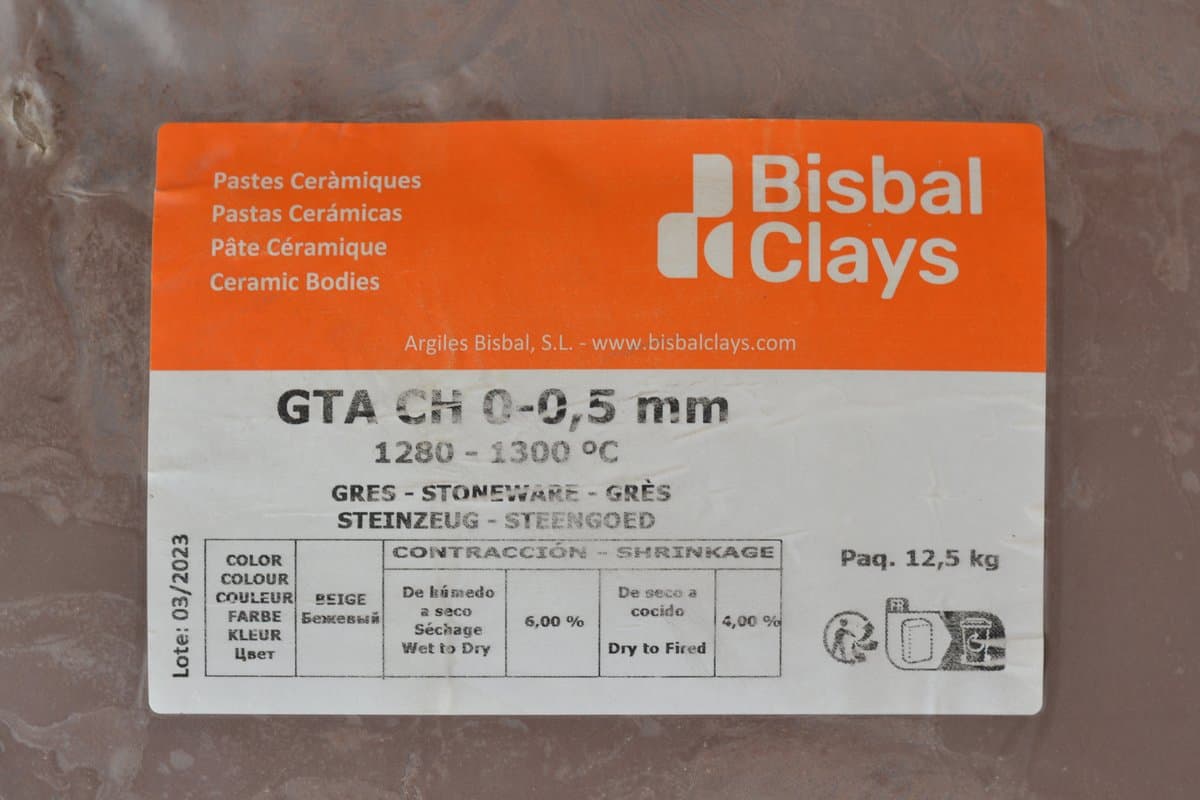 Pastes Ceràmiques
Pastas Cerámicas
Pâte Céramique
Ceramic Bodies
Bisbal
Clays
Argiles Bisbal, S.L. - www.bisbalclays.com
GTA CH 0-0,5 mm
1280 - 1300 ºC
GRES - STONEWARE - GRÈS
STEINZEUG - STEENGOED
Lote: 03/2023
COLOR
COLOUR
COULEUR
FARBE
KLEUR
Цвет
BEIGE
Бежевый
CONTRACCIÓN - SHRINKAGE
De húmedo
a seco
Séchage
Wet to Dry
6,00 %
De seco a
cocido
Dry to Fired
4,00 %
Paq. 12,5 kg
FR